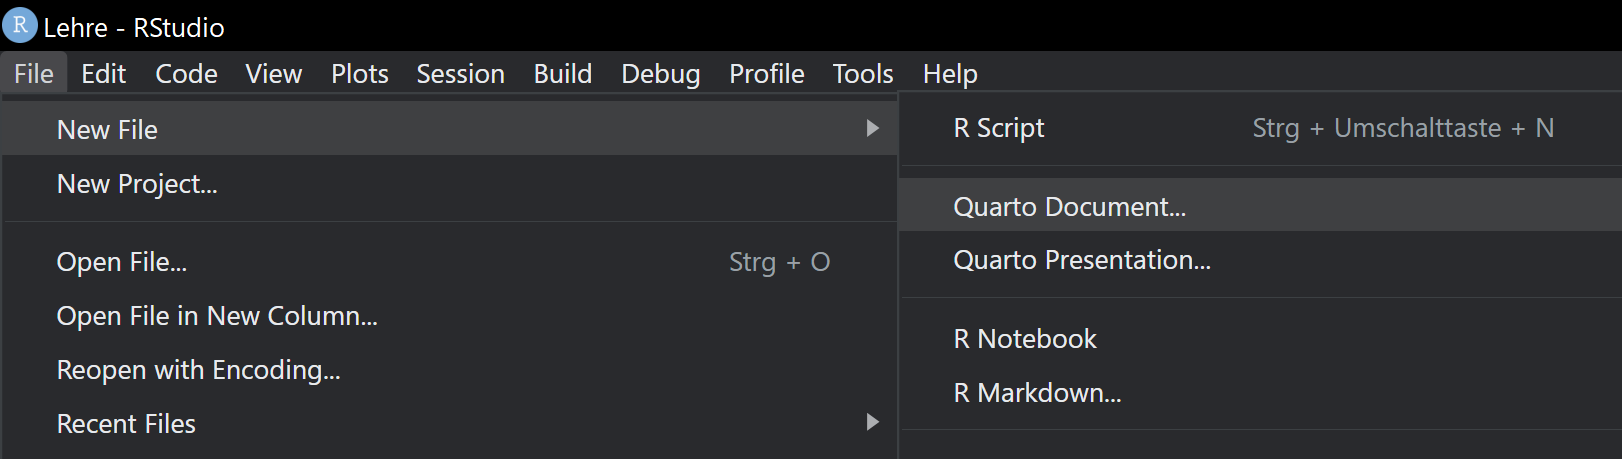 R Lehre - RStudio
File Edit Code View Plots Session Build Debug Profile Tools Help
New File
New Project...
Open File... Strg + O
Open File in New Column...
Reopen with Encoding...
Recent Files
R Script Strg + Umschalttaste + N
Quarto Document...
Quarto Presentation...
R Notebook
R Markdown...